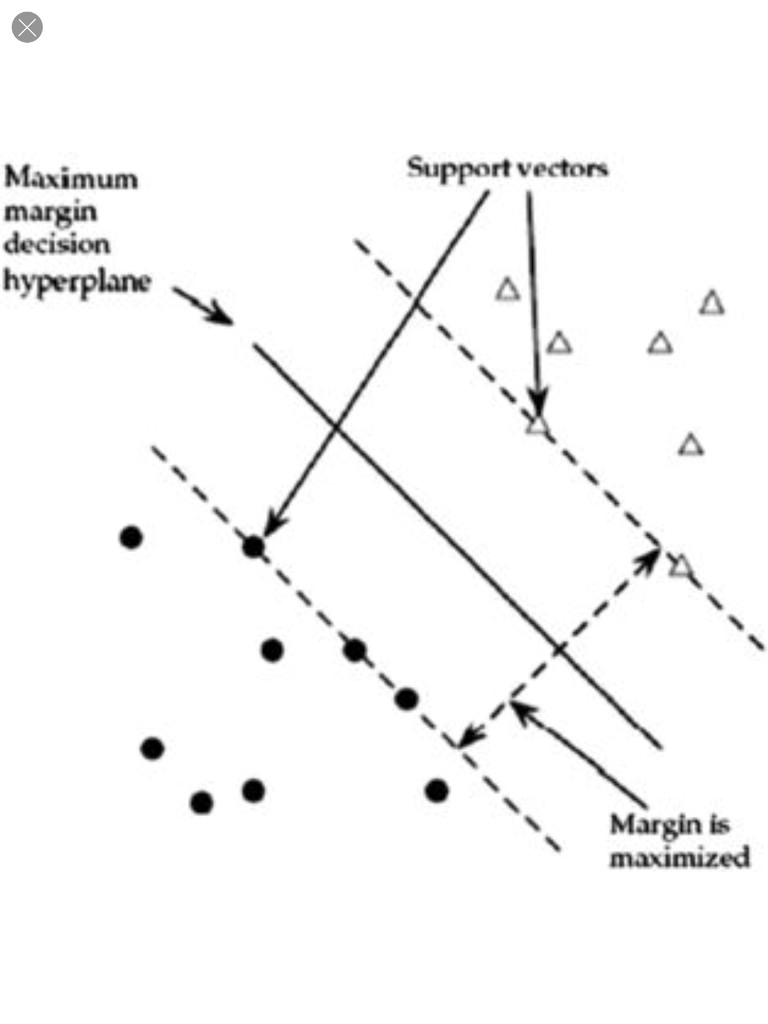 Maximum
margin
decision
hyperplane
Support vectors
Margin is
maximized